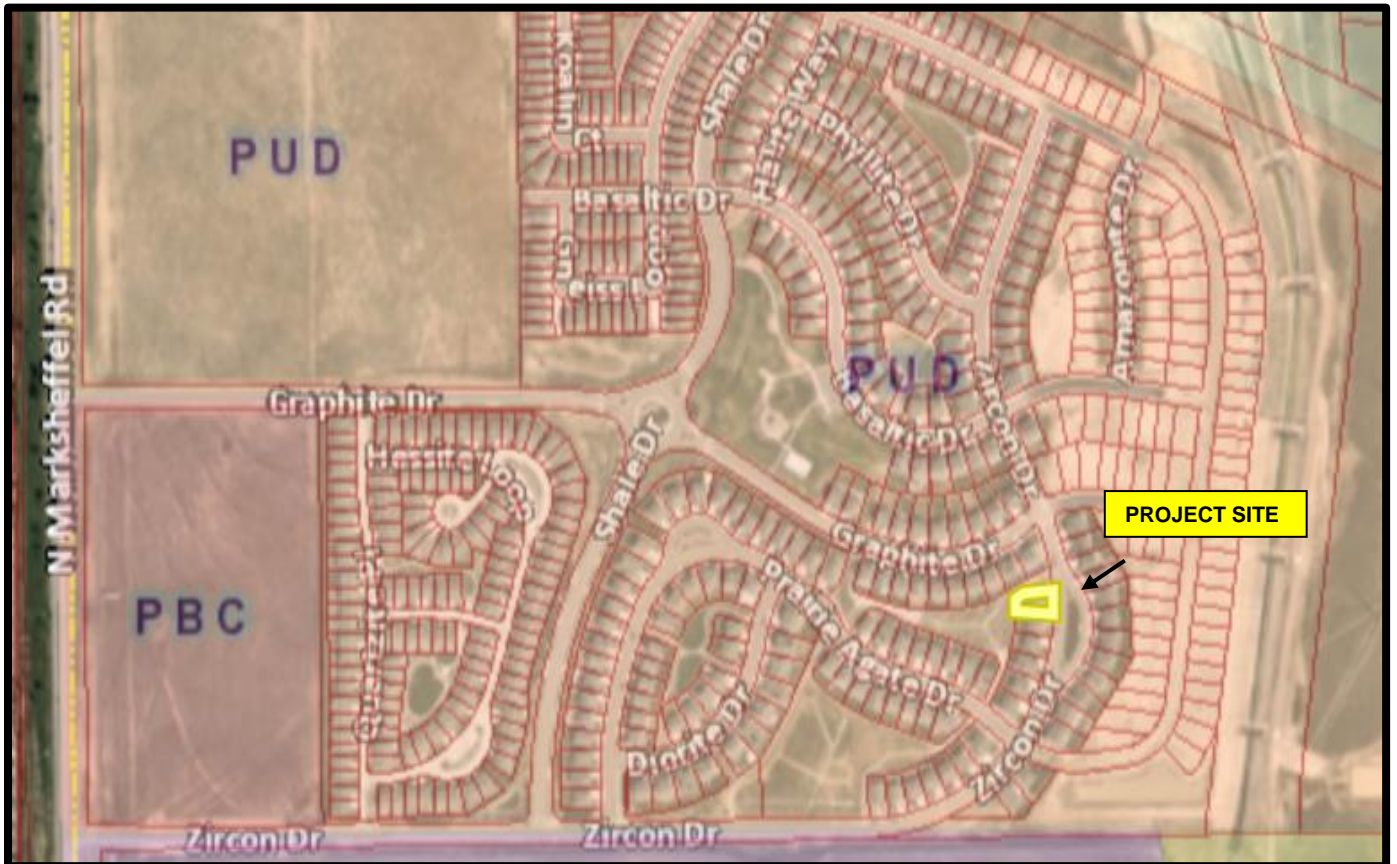 Kioalin
Ct
Shale Dr
Hatts Way
Phyllite Dr
PUD
Basaltic Dr
Amazonite Dr
Gneiss Loop
N Marksheffel Rd
PUD
Zircon Dr
Graphite Dr
Basaltic Dr
Hessite Loop
Shale Dr
PROJECT SITE
Graphite Dr
Prairie Agate Dr
PBC
Diorite Dr
Zircon Dr
Zircon Dr
Zircon Dr